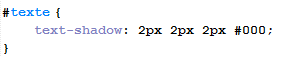 #texte {
    text-shadow: 2px 2px 2px #000;
}